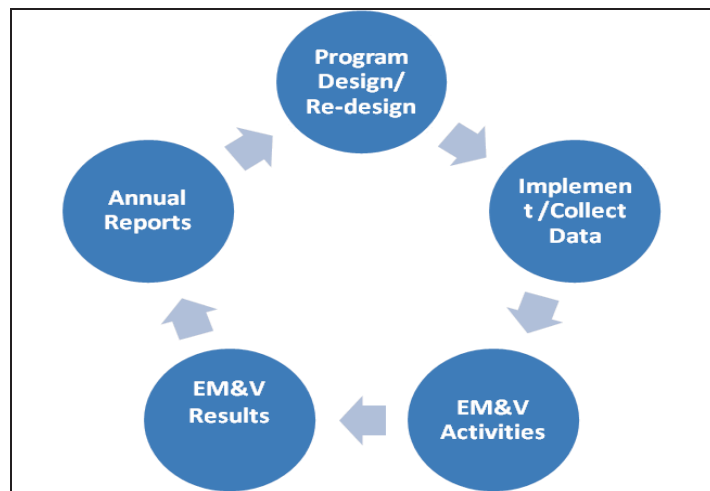 Program
Design/
Re-design
Implemen
t /Collect
Data
EM&V
Activities
EM&V
Results
Annual
Reports